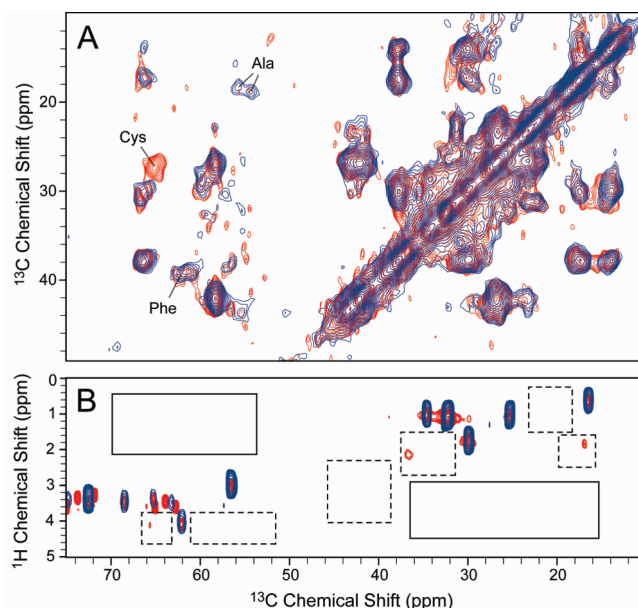 A
Ala
Cys
Phe
20
30
40
¹³C Chemical Shift (ppm)
B
0
1
2
3
4
5
¹H Chemical Shift (ppm)
70 60 50 40 30 20
¹³C Chemical Shift (ppm)